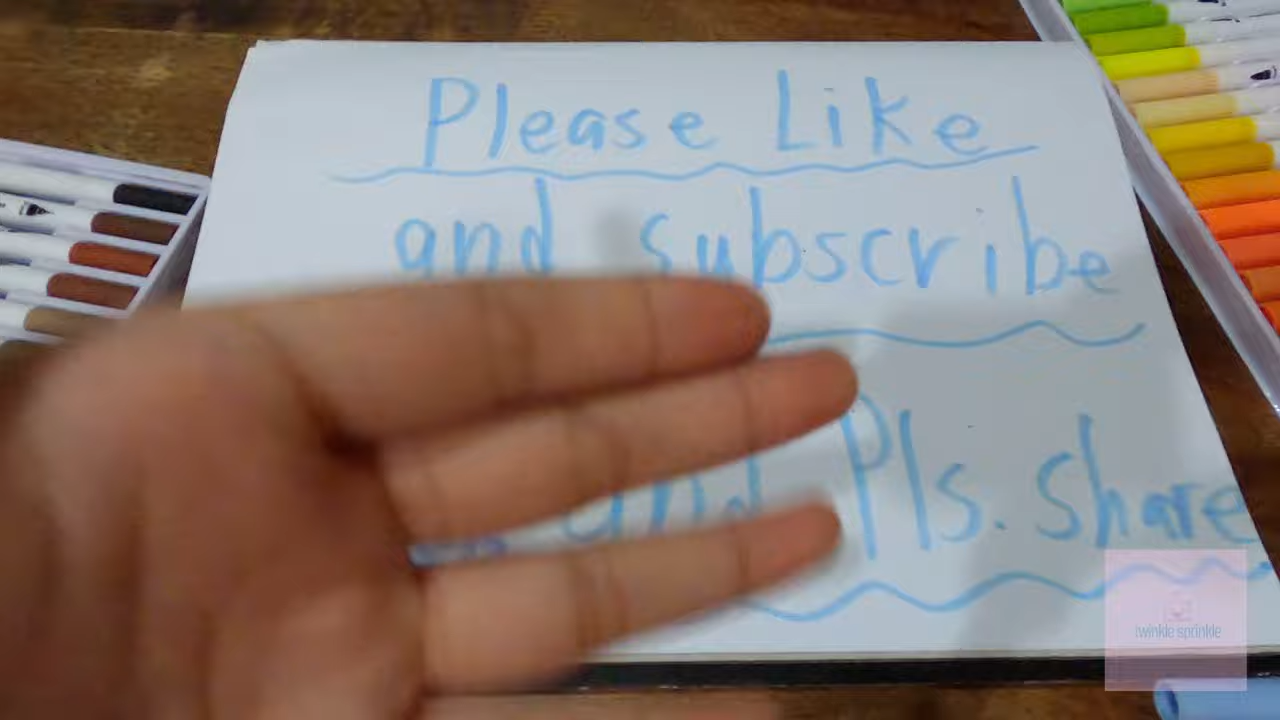 Please Like
and subscribe
and Pls. share
twinkle sprinkle